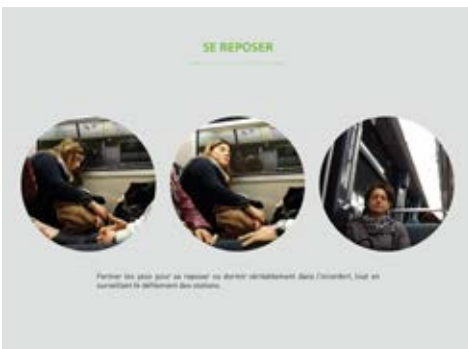 SE REPOSER
Fermer les yeux pour se reposer ou dormir véritablement dans l'inconfort, tout en
surveillant le défilement des stations.